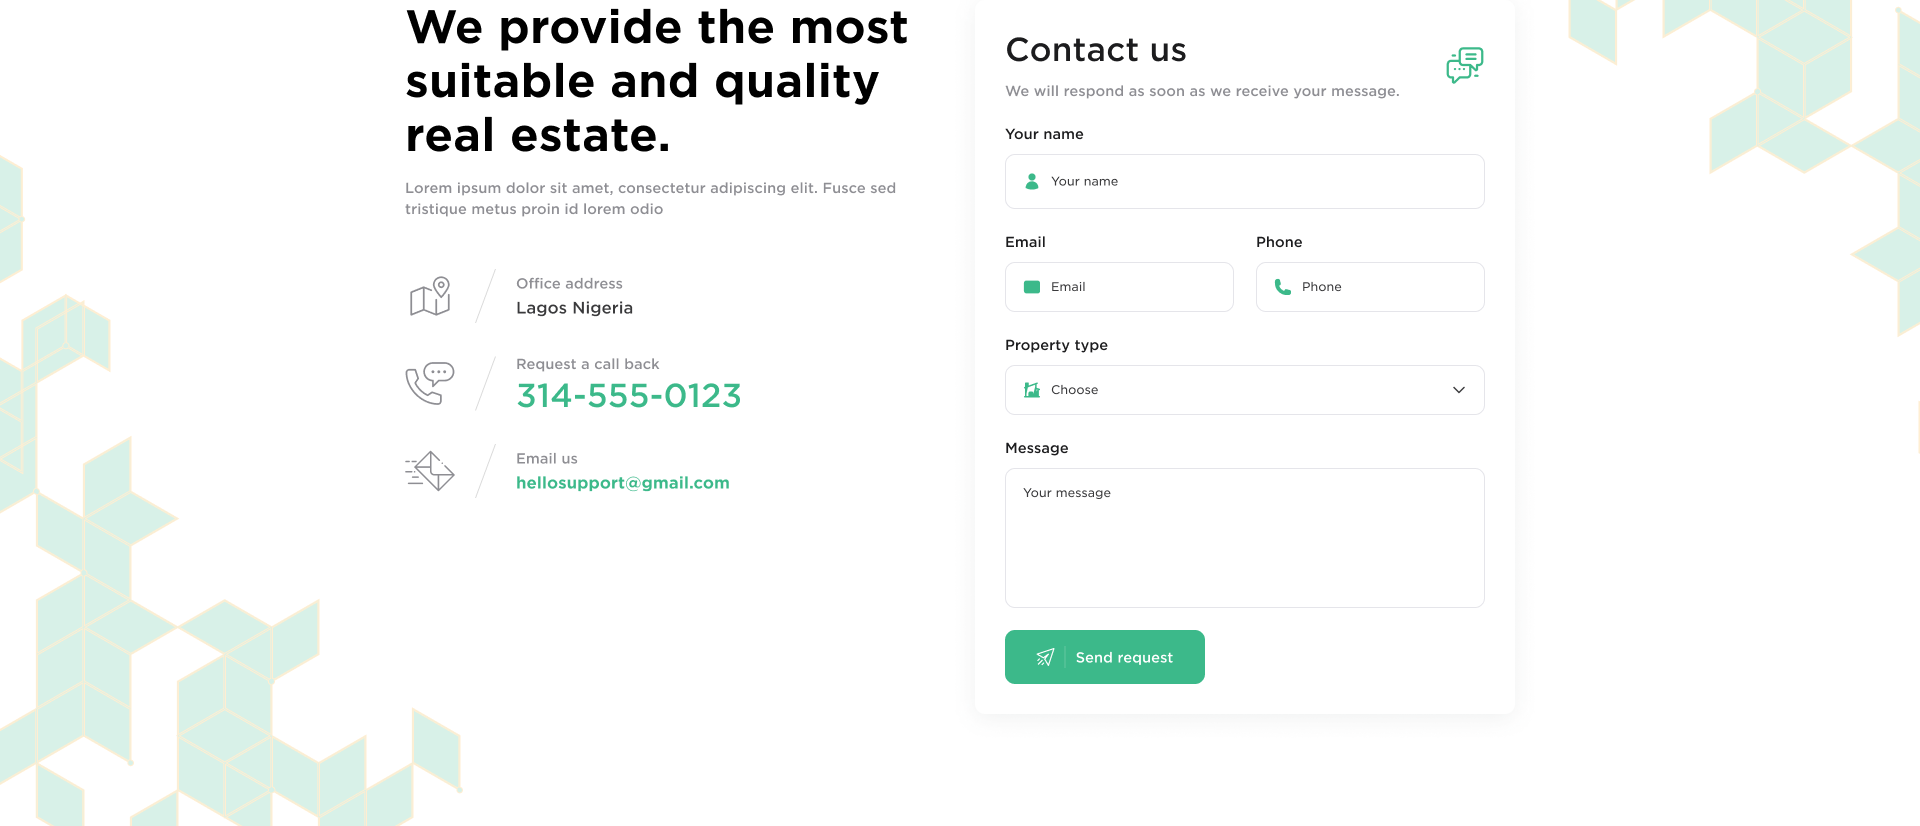 We provide the most
suitable and quality
real estate.
Lorem ipsum dolor sit amet, consectetur adipiscing elit. Fusce sed
tristique metus proin id lorem odio
Office address
Lagos Nigeria
Request a call back
314-555-0123
Email us
hellosupport@gmail.com
Contact us
We will respond as soon as we receive your message.
Your name
Your name
Email
Phone
Email
Phone
Property type
Choose
Message
Your message
Send request